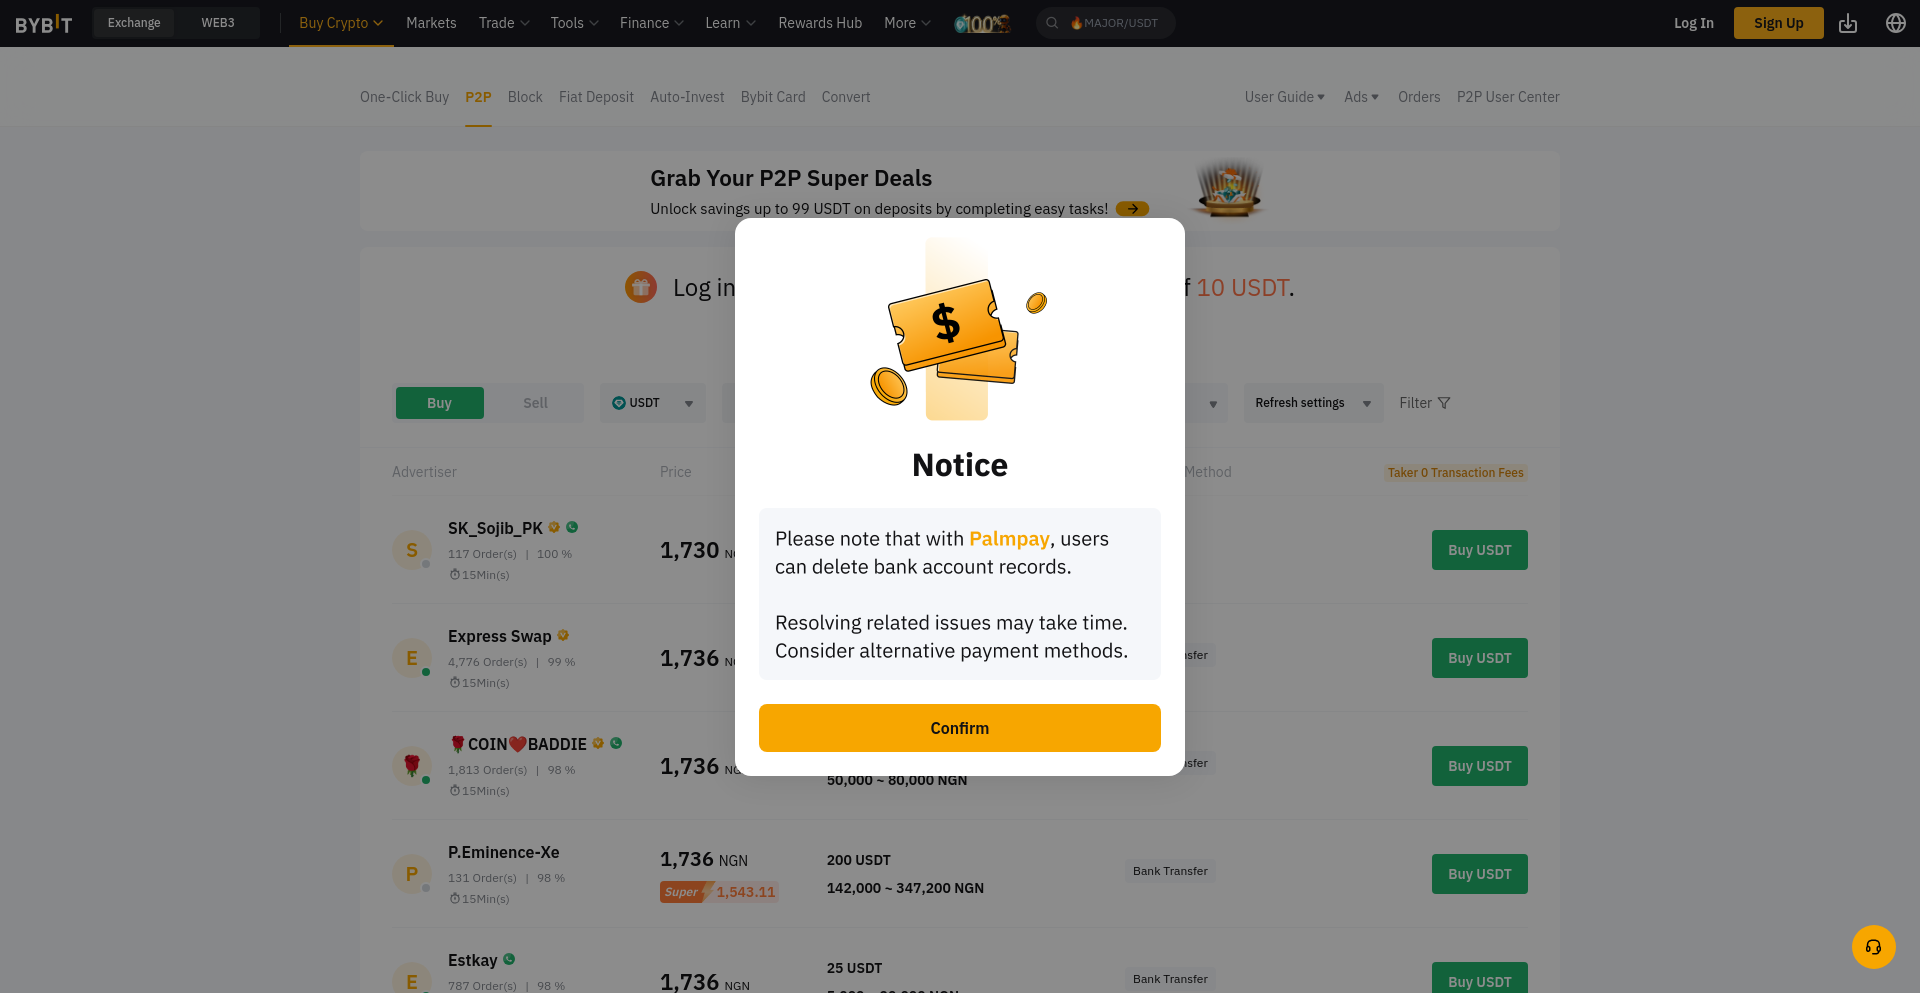 BYBIT Exchange WEB3 Buy Crypto Markets Trade Tools Finance Learn Rewards Hub More 100% MAJOR/USDT Log In Sign Up
One-Click Buy P2P Block Fiat Deposit Auto-Invest Bybit Card Convert User Guide Ads Orders P2P User Center
Grab Your P2P Super Deals
Unlock savings up to 99 USDT on deposits by completing easy tasks!
Log in f 10 USDT.
$
Buy Sell USDT Refresh settings Filter
Notice
Advertiser Price Method Taker 0 Transaction Fees
Please note that with Palmpay, users
can delete bank account records.
Resolving related issues may take time.
Consider alternative payment methods.
Confirm
S SK_Sojib_PK
117 Order(s) | 100 %
15Min(s)
1,730
Buy USDT
E Express Swap
4,776 Order(s) | 99 %
15Min(s)
1,736
Buy USDT
COIN❤️BADDIE
1,813 Order(s) | 98 %
15Min(s)
1,736
50,000 ~ 80,000 NGN
Buy USDT
P P.Eminence-Xe
131 Order(s) | 98 %
15Min(s)
1,736 NGN
Super 1,543.11
200 USDT
142,000 ~ 347,200 NGN
Bank Transfer
Buy USDT
E Estkay
787 Order(s) | 98 %
1,736 NGN
25 USDT
Bank Transfer
Buy USDT